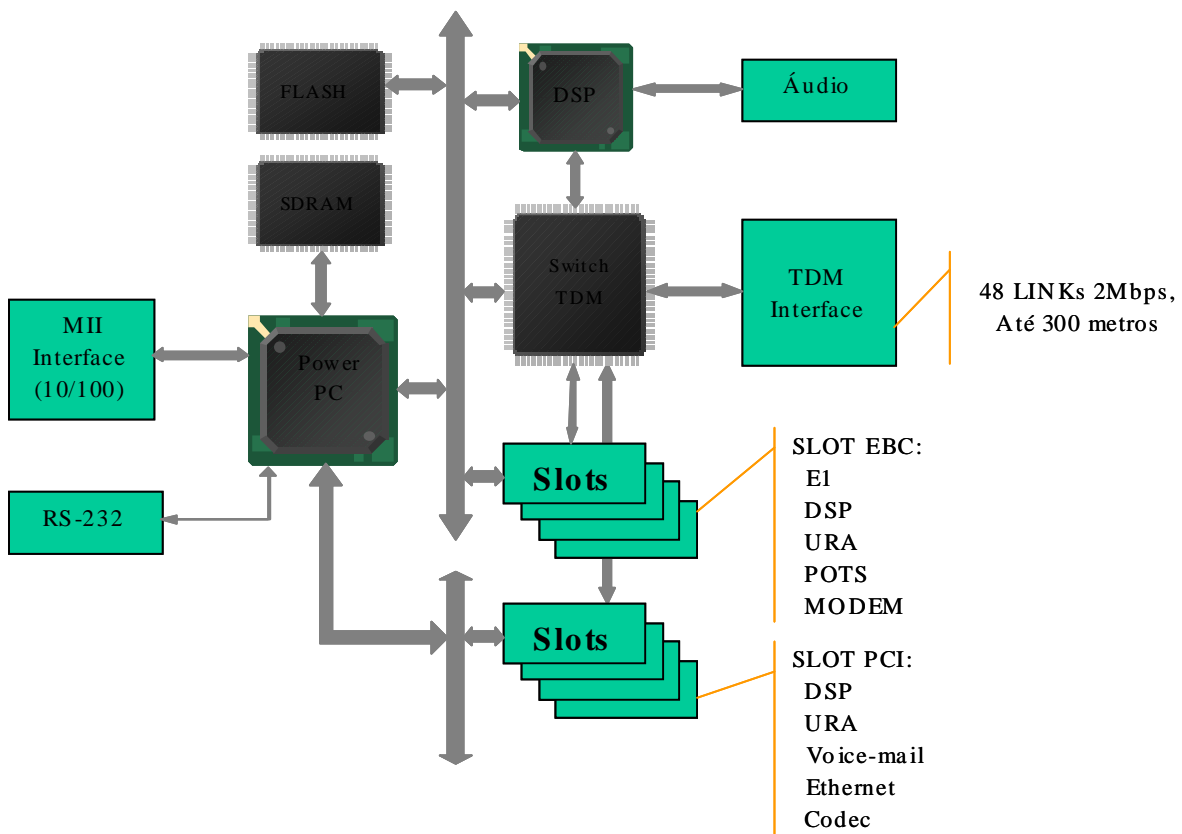 FLASH
DSP
Áudio
SDRAM
Switch
TDM
TDM
Interface
48 LINKs 2Mbps,
Até 300 metros
MII
Interface
(10/100)
Power
PC
RS-232
Slots
SLOT EBC:
E1
DSP
URA
POTS
MODEM
Slots
SLOT PCI:
DSP
URA
Voice-mail
Ethernet
Codec